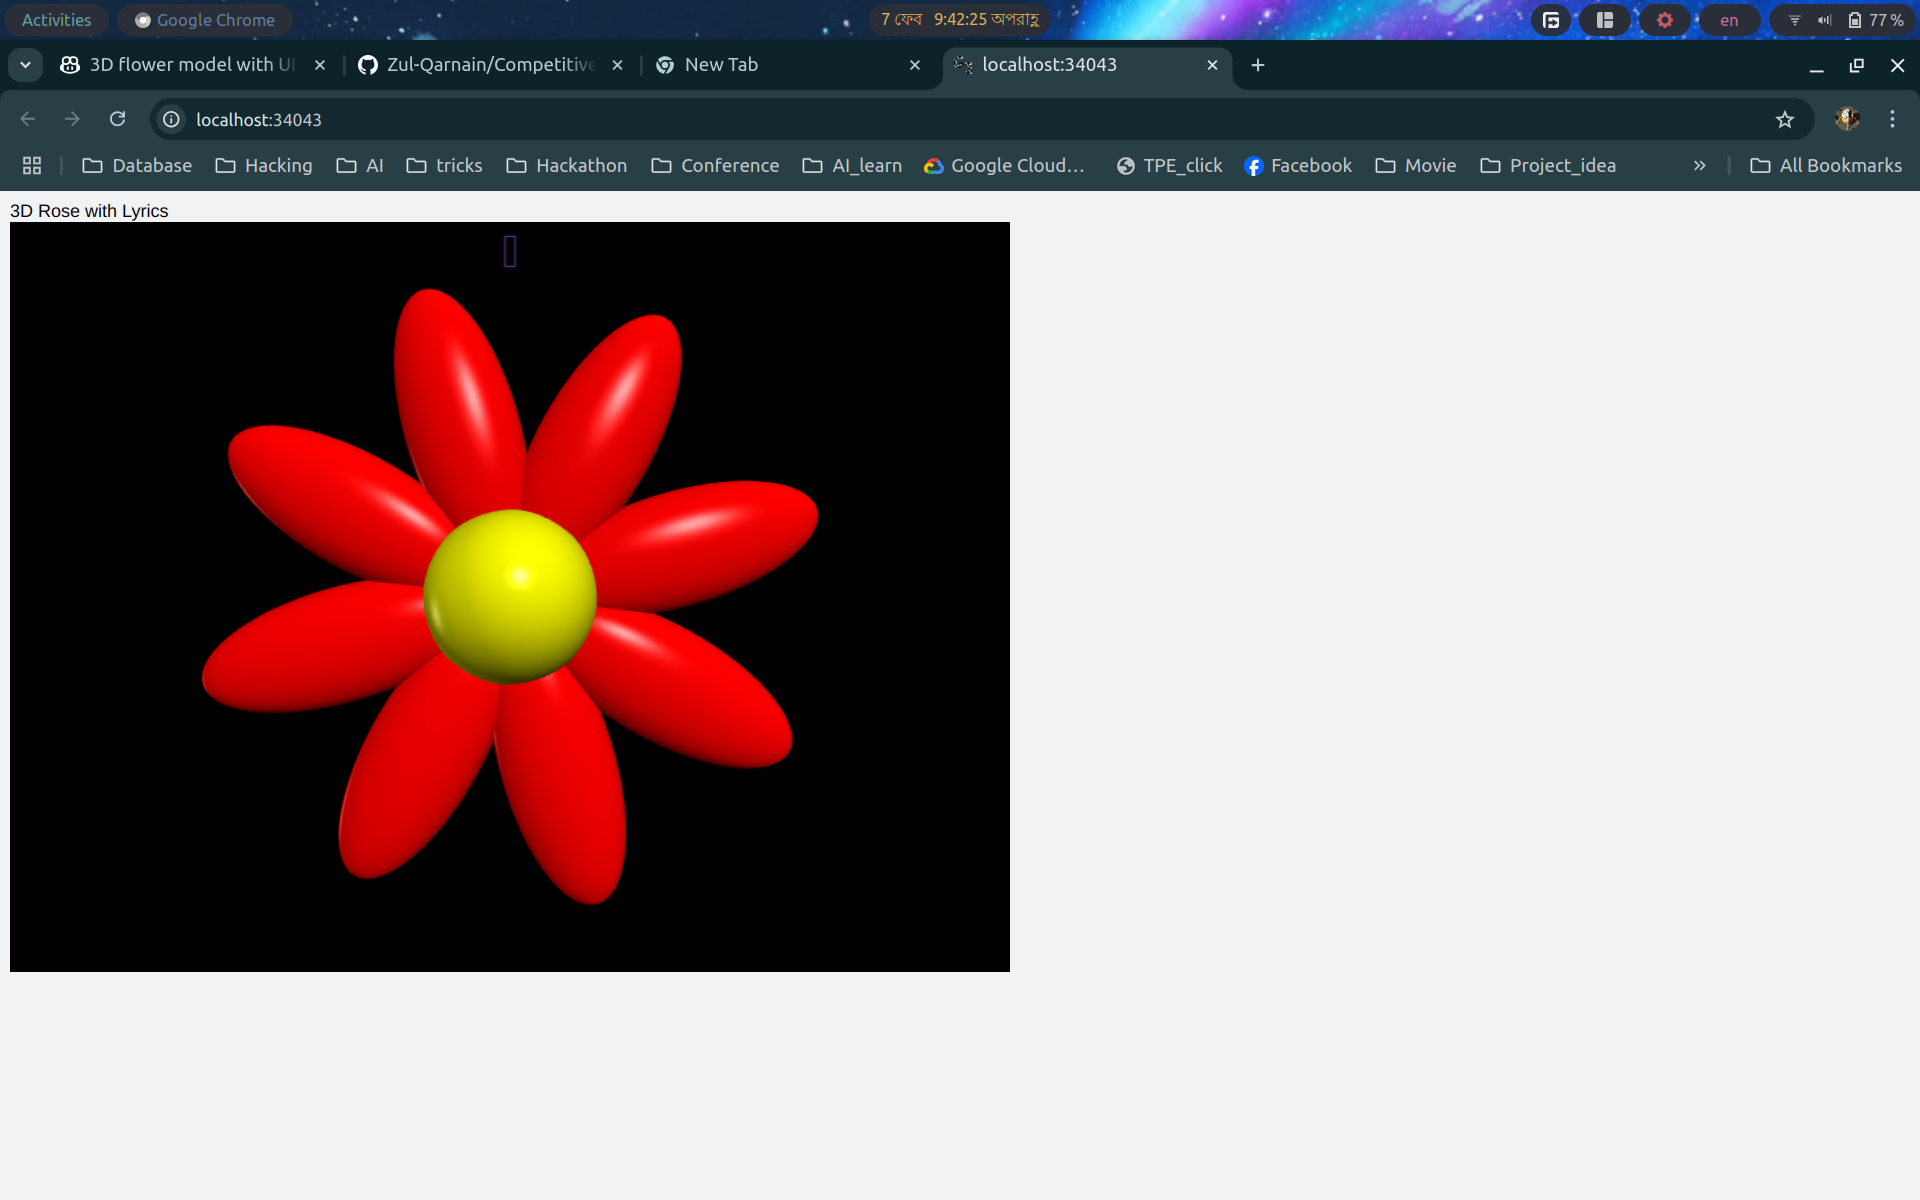 Activities
Google Chrome
7 ফেব 9:42:25 অপরাহ্ণ
en
77 %
3D flower model with UI
Zul-Qarnain/Competitive
New Tab
localhost:34043
localhost:34043
Database
Hacking
AI
tricks
Hackathon
Conference
AI_learn
Google Cloud...
TPE_click
Facebook
Movie
Project_idea
»
All Bookmarks
3D Rose with Lyrics